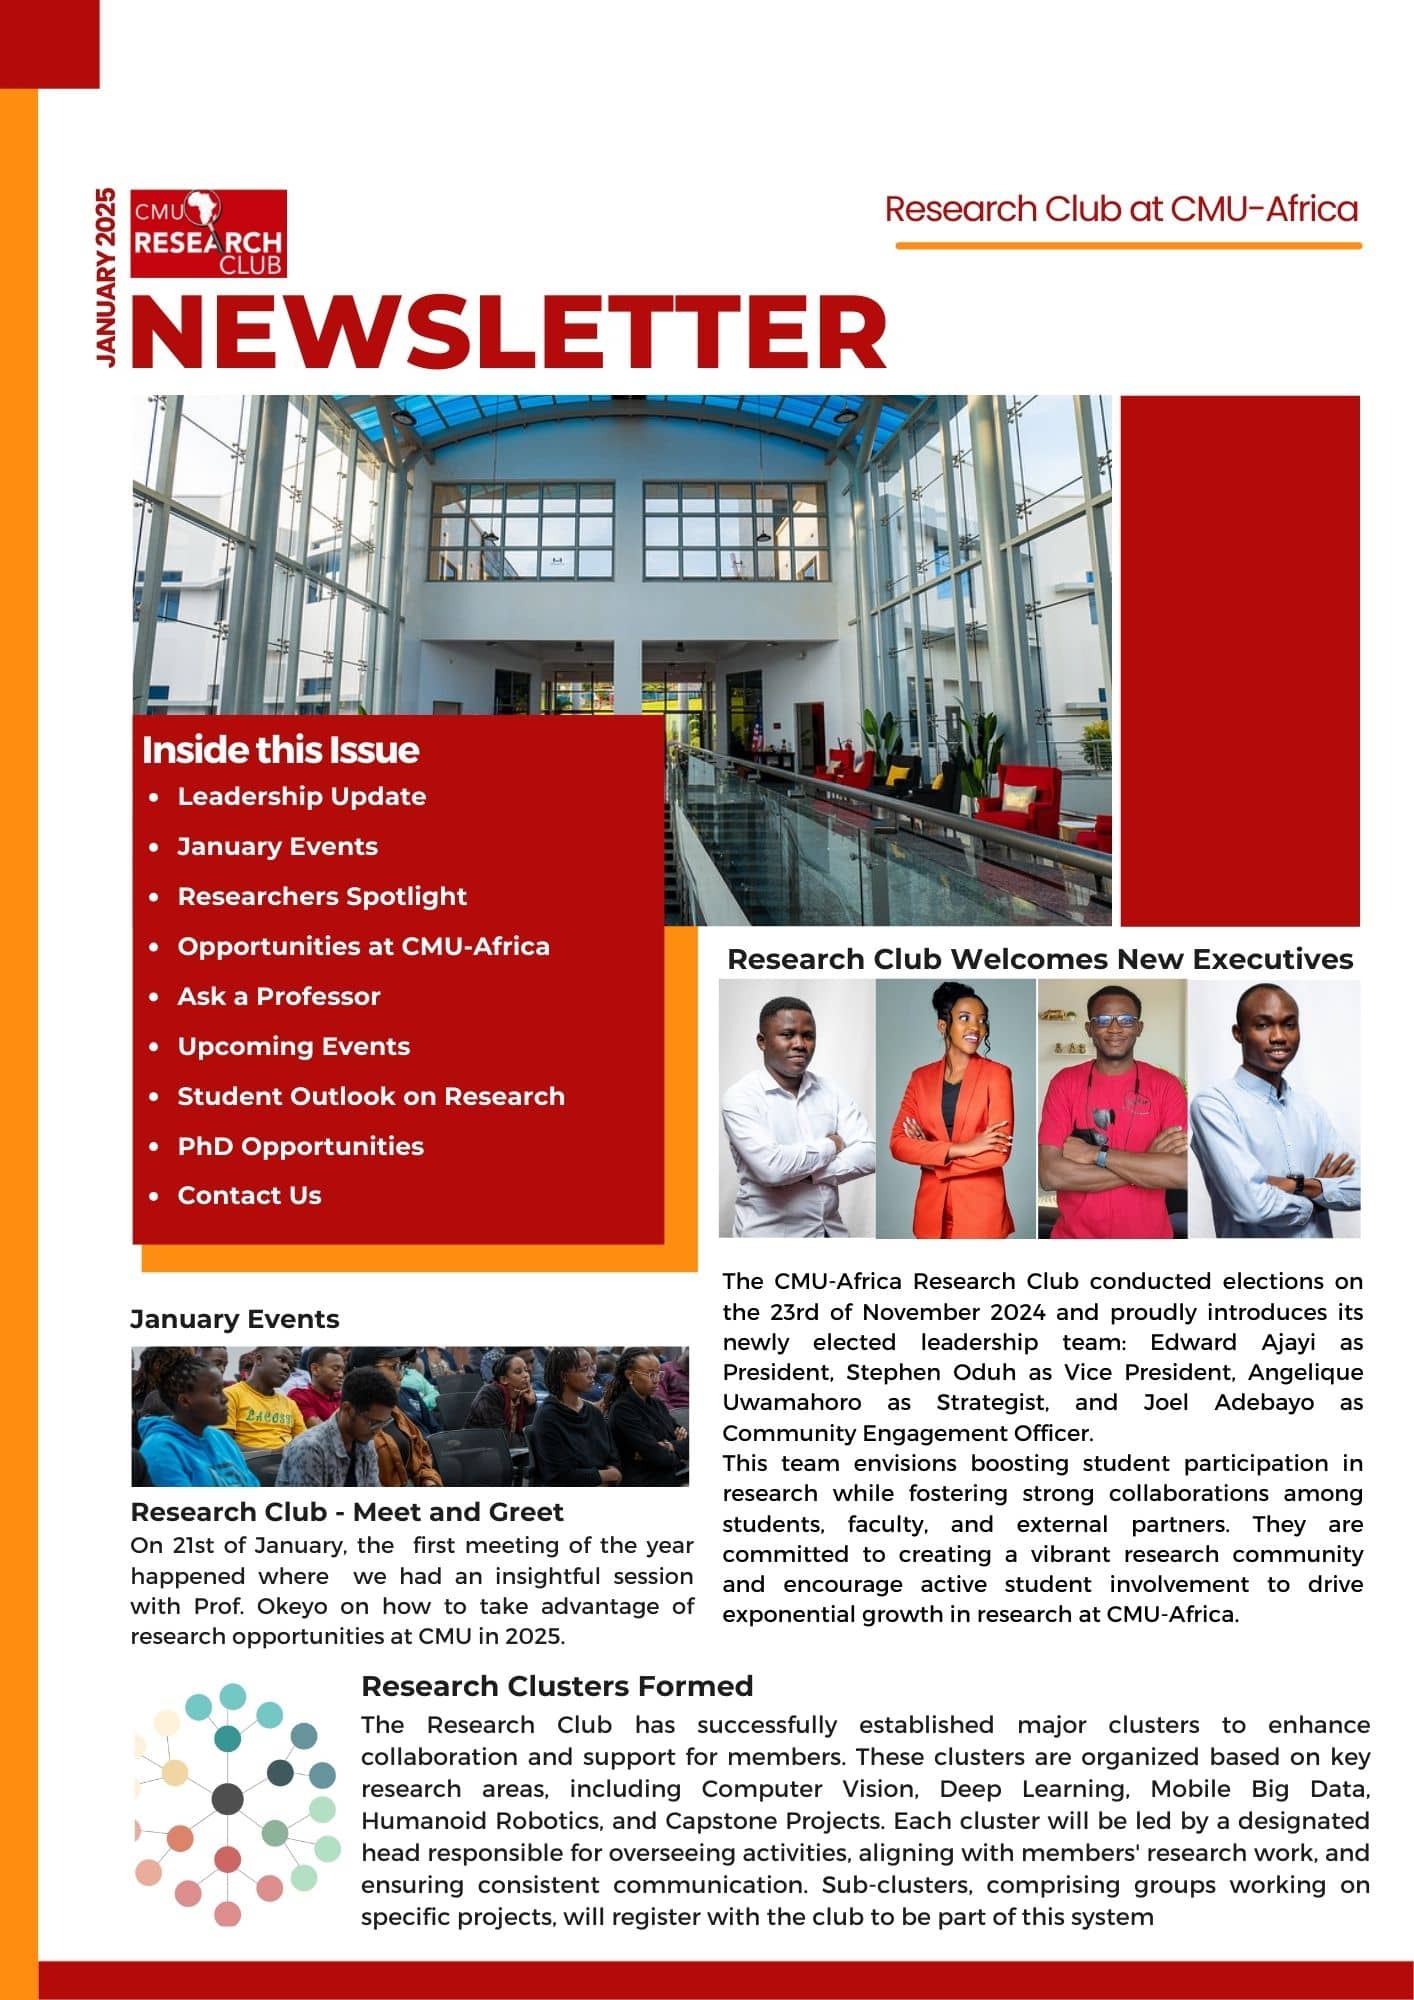 JANUARY 2025
CMU
RESEARCH
CLUB
Research Club at CMU-Africa
NEWSLETTER
Inside this Issue
• Leadership Update
• January Events
• Researchers Spotlight
• Opportunities at CMU-Africa
• Ask a Professor
• Upcoming Events
• Student Outlook on Research
• PhD Opportunities
• Contact Us
Research Club Welcomes New Executives
The CMU-Africa Research Club conducted elections on
the 23rd of November 2024 and proudly introduces its
newly elected leadership team: Edward Ajayi as
President, Stephen Oduh as Vice President, Angelique
Uwamahoro as Strategist, and Joel Adebayo as
Community Engagement Officer.
This team envisions boosting student participation in
research while fostering strong collaborations among
students, faculty, and external partners. They are
committed to creating a vibrant research community
and encourage active student involvement to drive
exponential growth in research at CMU-Africa.
January Events
Research Club - Meet and Greet
On 21st of January, the first meeting of the year
happened where we had an insightful session
with Prof. Okeyo on how to take advantage of
research opportunities at CMU in 2025.
Research Clusters Formed
The Research Club has successfully established major clusters to enhance
collaboration and support for members. These clusters are organized based on key
research areas, including Computer Vision, Deep Learning, Mobile Big Data,
Humanoid Robotics, and Capstone Projects. Each cluster will be led by a designated
head responsible for overseeing activities, aligning with members' research work, and
ensuring consistent communication. Sub-clusters, comprising groups working on
specific projects, will register with the club to be part of this system